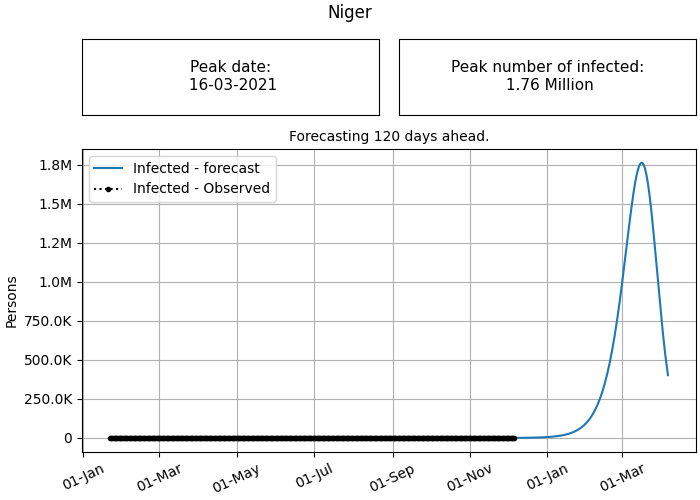 Niger
Peak date:
16-03-2021
Peak number of infected:
1.76 Million
Forecasting 120 days ahead.
Infected - forecast
Infected - Observed
Persons
1.8M
1.5M
1.2M
1.0M
750.0K
500.0K
250.0K
0
01-Jan
01-Mar
01-May
01-Jul
01-Sep
01-Nov
01-Jan
01-Mar